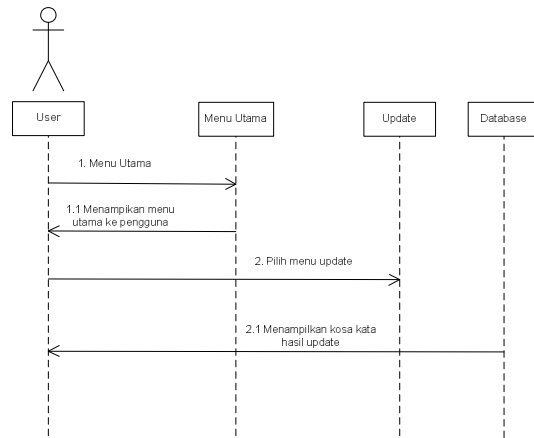 User
Menu Utama
Update
Database
1. Menu Utama
1.1 Menampikan menu
utama ke pengguna
2. Pilih menu update
2.1 Menampilkan kosa kata
hasil update